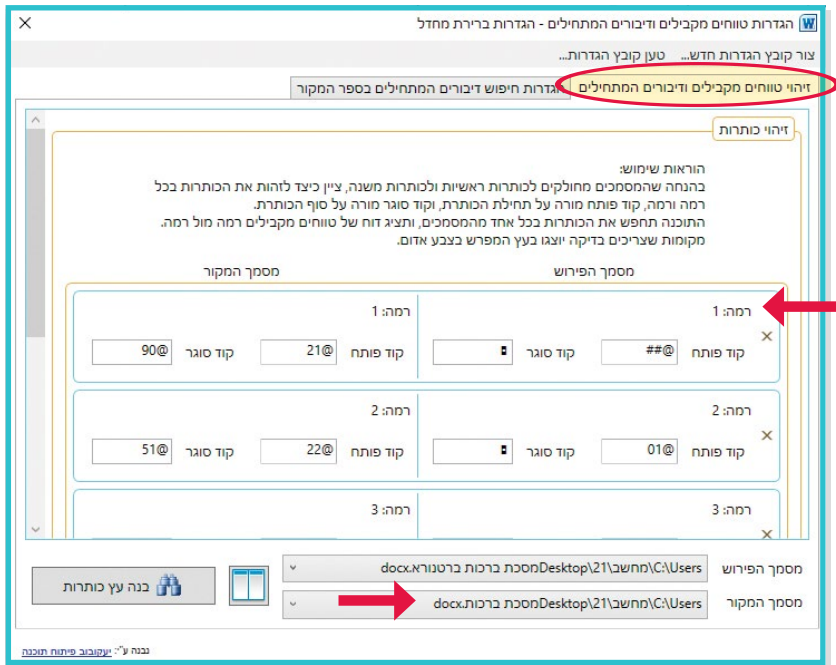 הגדרות טווחים מקבילים ודיבורים המתחילים - הגדרות ברירת מחדל
צור קובץ הגדרות חדש... טען קובץ הגדרות...
זיהוי טווחים מקבילים ודיבורים המתחילים הגדרות חיפוש דיבורים המתחילים בספר המקור
זיהוי כותרות
הוראות שימוש:
בהנחה שהמסמכים מחולקים לכותרות ראשיות ולכותרות משנה, ציין כיצד לזהות את הכותרות בכל
רמה ורמה, קוד פותח מורה על תחילת הכותרת, וקוד סוגר מורה על סוף הכותרת.
התוכנה תחפש את הכותרות בכל אחד מהמסמכים, ותציג דוח של טווחים מקבילים רמה מול רמה.
מקומות שצריכים בדיקה יוצגו בעץ המפרש בצבע אדום.
מסמך הפירוש מסמך המקור
רמה: 1 רמה: 1
קוד פותח @## קוד סוגר קוד פותח @21 קוד סוגר @90
רמה: 2 רמה: 2
קוד פותח @01 קוד סוגר קוד פותח @22 קוד סוגר @51
רמה: 3 רמה: 3
מסמך הפירוש C:\Users\מחשב\Desktop\21מסכת ברכות ברטנורא.docx
מסמך המקור C:\Users\מחשב\Desktop\21מסכת ברכות.docx
בנה עץ כותרות
נבנה ע"י: יעקובוב פיתוח תוכנה